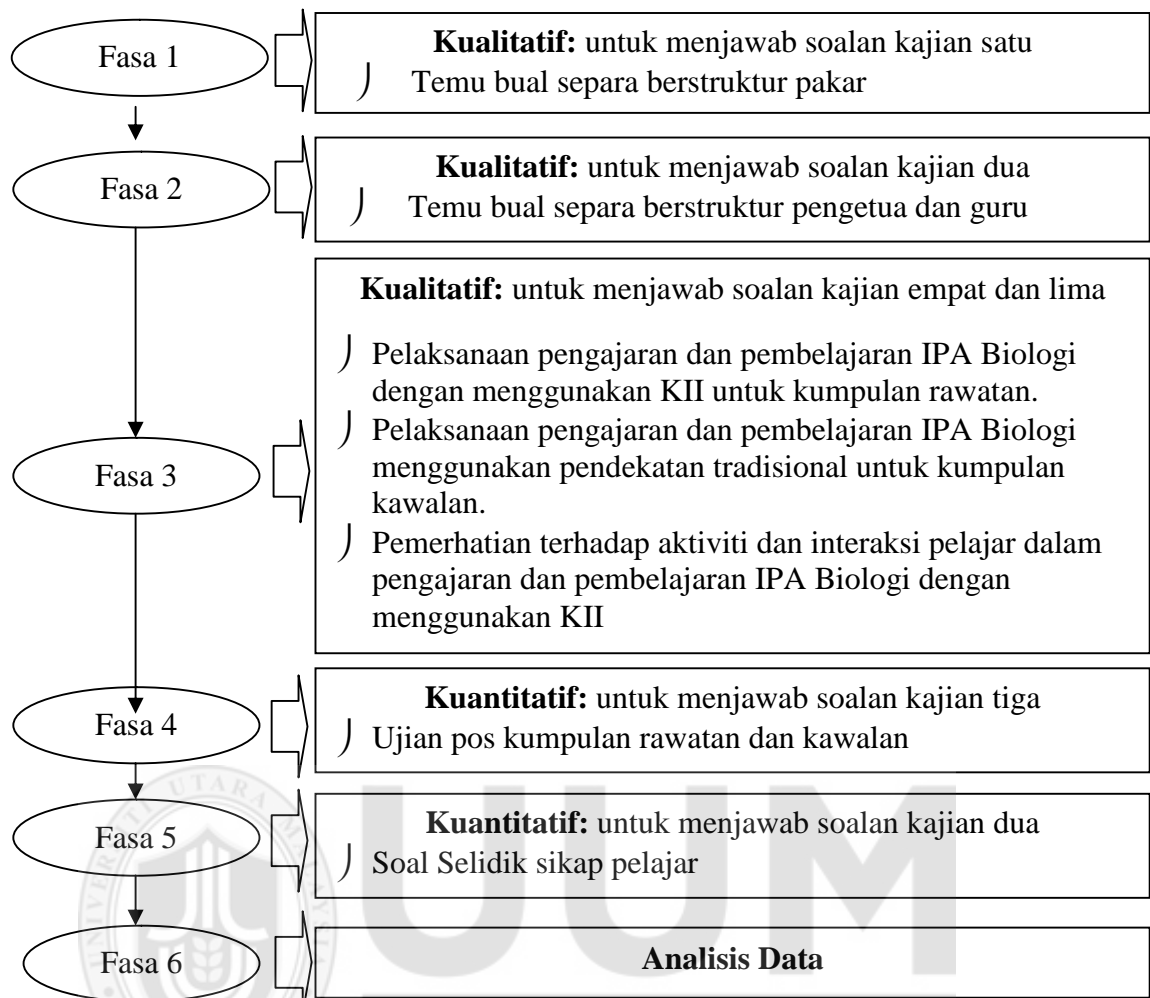 Fasa 1
Kualitatif: untuk menjawab soalan kajian satu
Temu bual separa berstruktur pakar
Fasa 2
Kualitatif: untuk menjawab soalan kajian dua
Temu bual separa berstruktur pengetua dan guru
Fasa 3
Kualitatif: untuk menjawab soalan kajian empat dan lima
Pelaksanaan pengajaran dan pembelajaran IPA Biologi
dengan menggunakan KII untuk kumpulan rawatan.
Pelaksanaan pengajaran dan pembelajaran IPA Biologi
menggunakan pendekatan tradisional untuk kumpulan
kawalan.
Pemerhatian terhadap aktiviti dan interaksi pelajar dalam
pengajaran dan pembelajaran IPA Biologi dengan
menggunakan KII
Fasa 4
Kuantitatif: untuk menjawab soalan kajian tiga
Ujian pos kumpulan rawatan dan kawalan
Fasa 5
Kuantitatif: untuk menjawab soalan kajian dua
Soal Selidik sikap pelajar
Fasa 6
Analisis Data
UUM
UNIVERSITI UTARA MALAYSIA